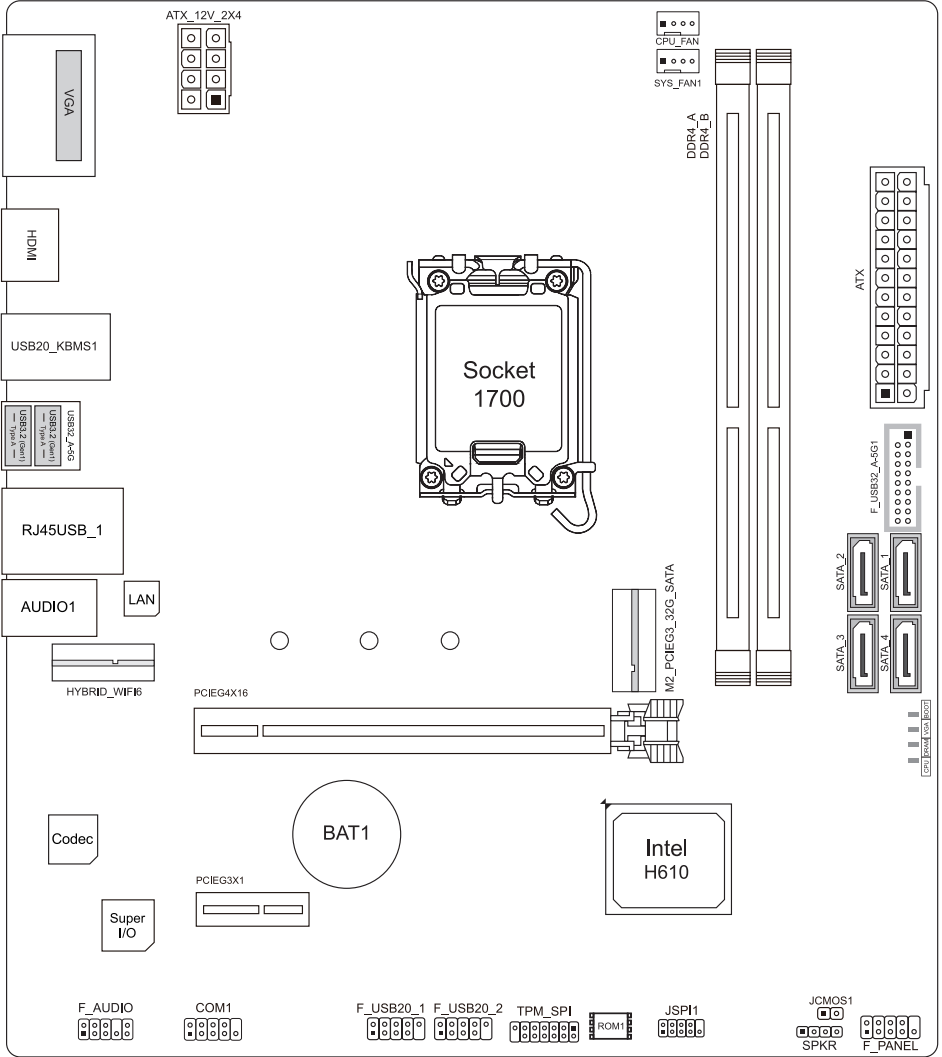 ATX_12V_2X4
CPU_FAN
SYS_FAN1
VGA
DDR4_A
DDR4_B
HDMI
ATX
USB20_KBMS1
Socket
1700
USB32_A-5G
USB3.2 (Gen1)
— Type A —
USB3.2 (Gen1)
— Type A —
F_USB32_A-5G1
RJ45USB_1
SATA_2
SATA_1
AUDIO1
LAN
M2_PCIEG3_32G_SATA
SATA_3
SATA_4
HYBRID_WIFI6
PCIEG4X16
BOOT
VGA
DRAM
CPU
Codec
BAT1
Intel
H610
PCIEG3X1
Super
I/O
F_AUDIO
COM1
F_USB20_1
F_USB20_2
TPM_SPI
ROM1
JSPI1
JCMOS1
SPKR
F_PANEL